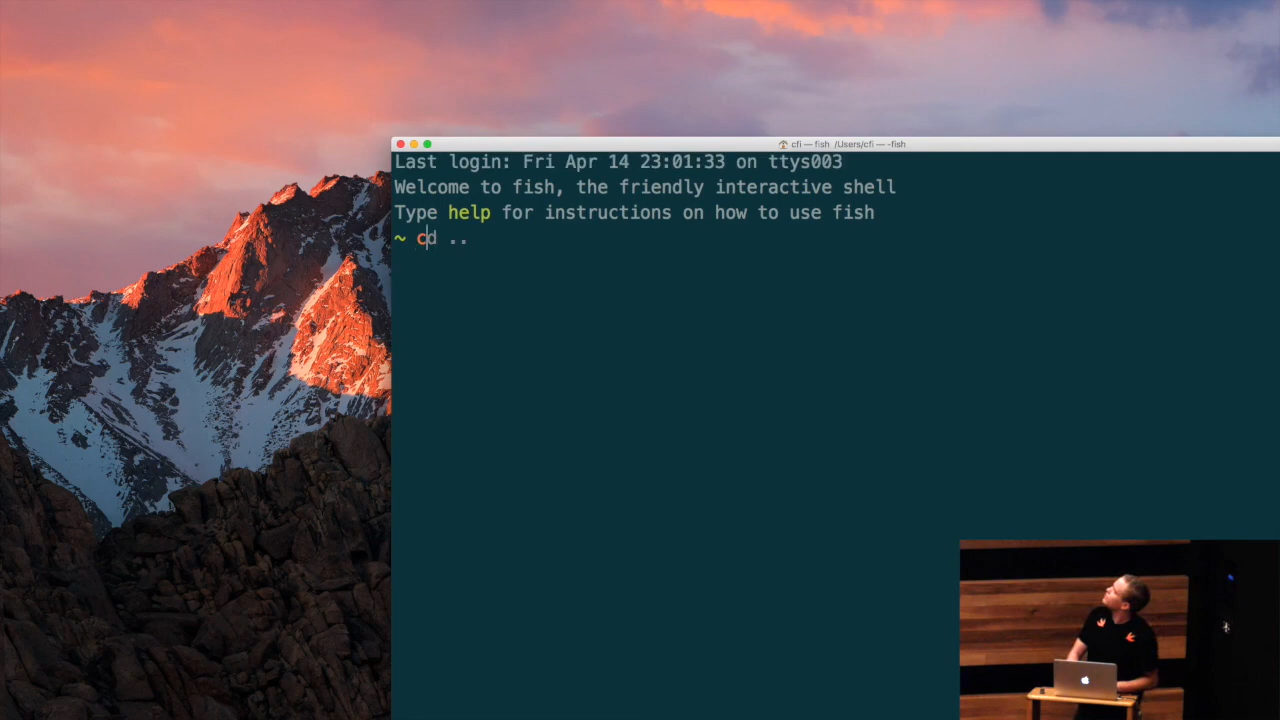 cfi — fish /Users/cfi — -fish
Last login: Fri Apr 14 23:01:33 on ttys003
Welcome to fish, the friendly interactive shell
Type help for instructions on how to use fish
~ cd ..